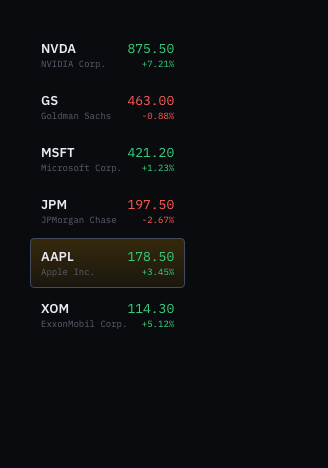 NVDA 875.50
NVIDIA Corp. +7.21%
GS 463.00
Goldman Sachs -0.88%
MSFT 421.20
Microsoft Corp. +1.23%
JPM 197.50
JPMorgan Chase -2.67%
AAPL 178.50
Apple Inc. +3.45%
XOM 114.30
ExxonMobil Corp. +5.12%